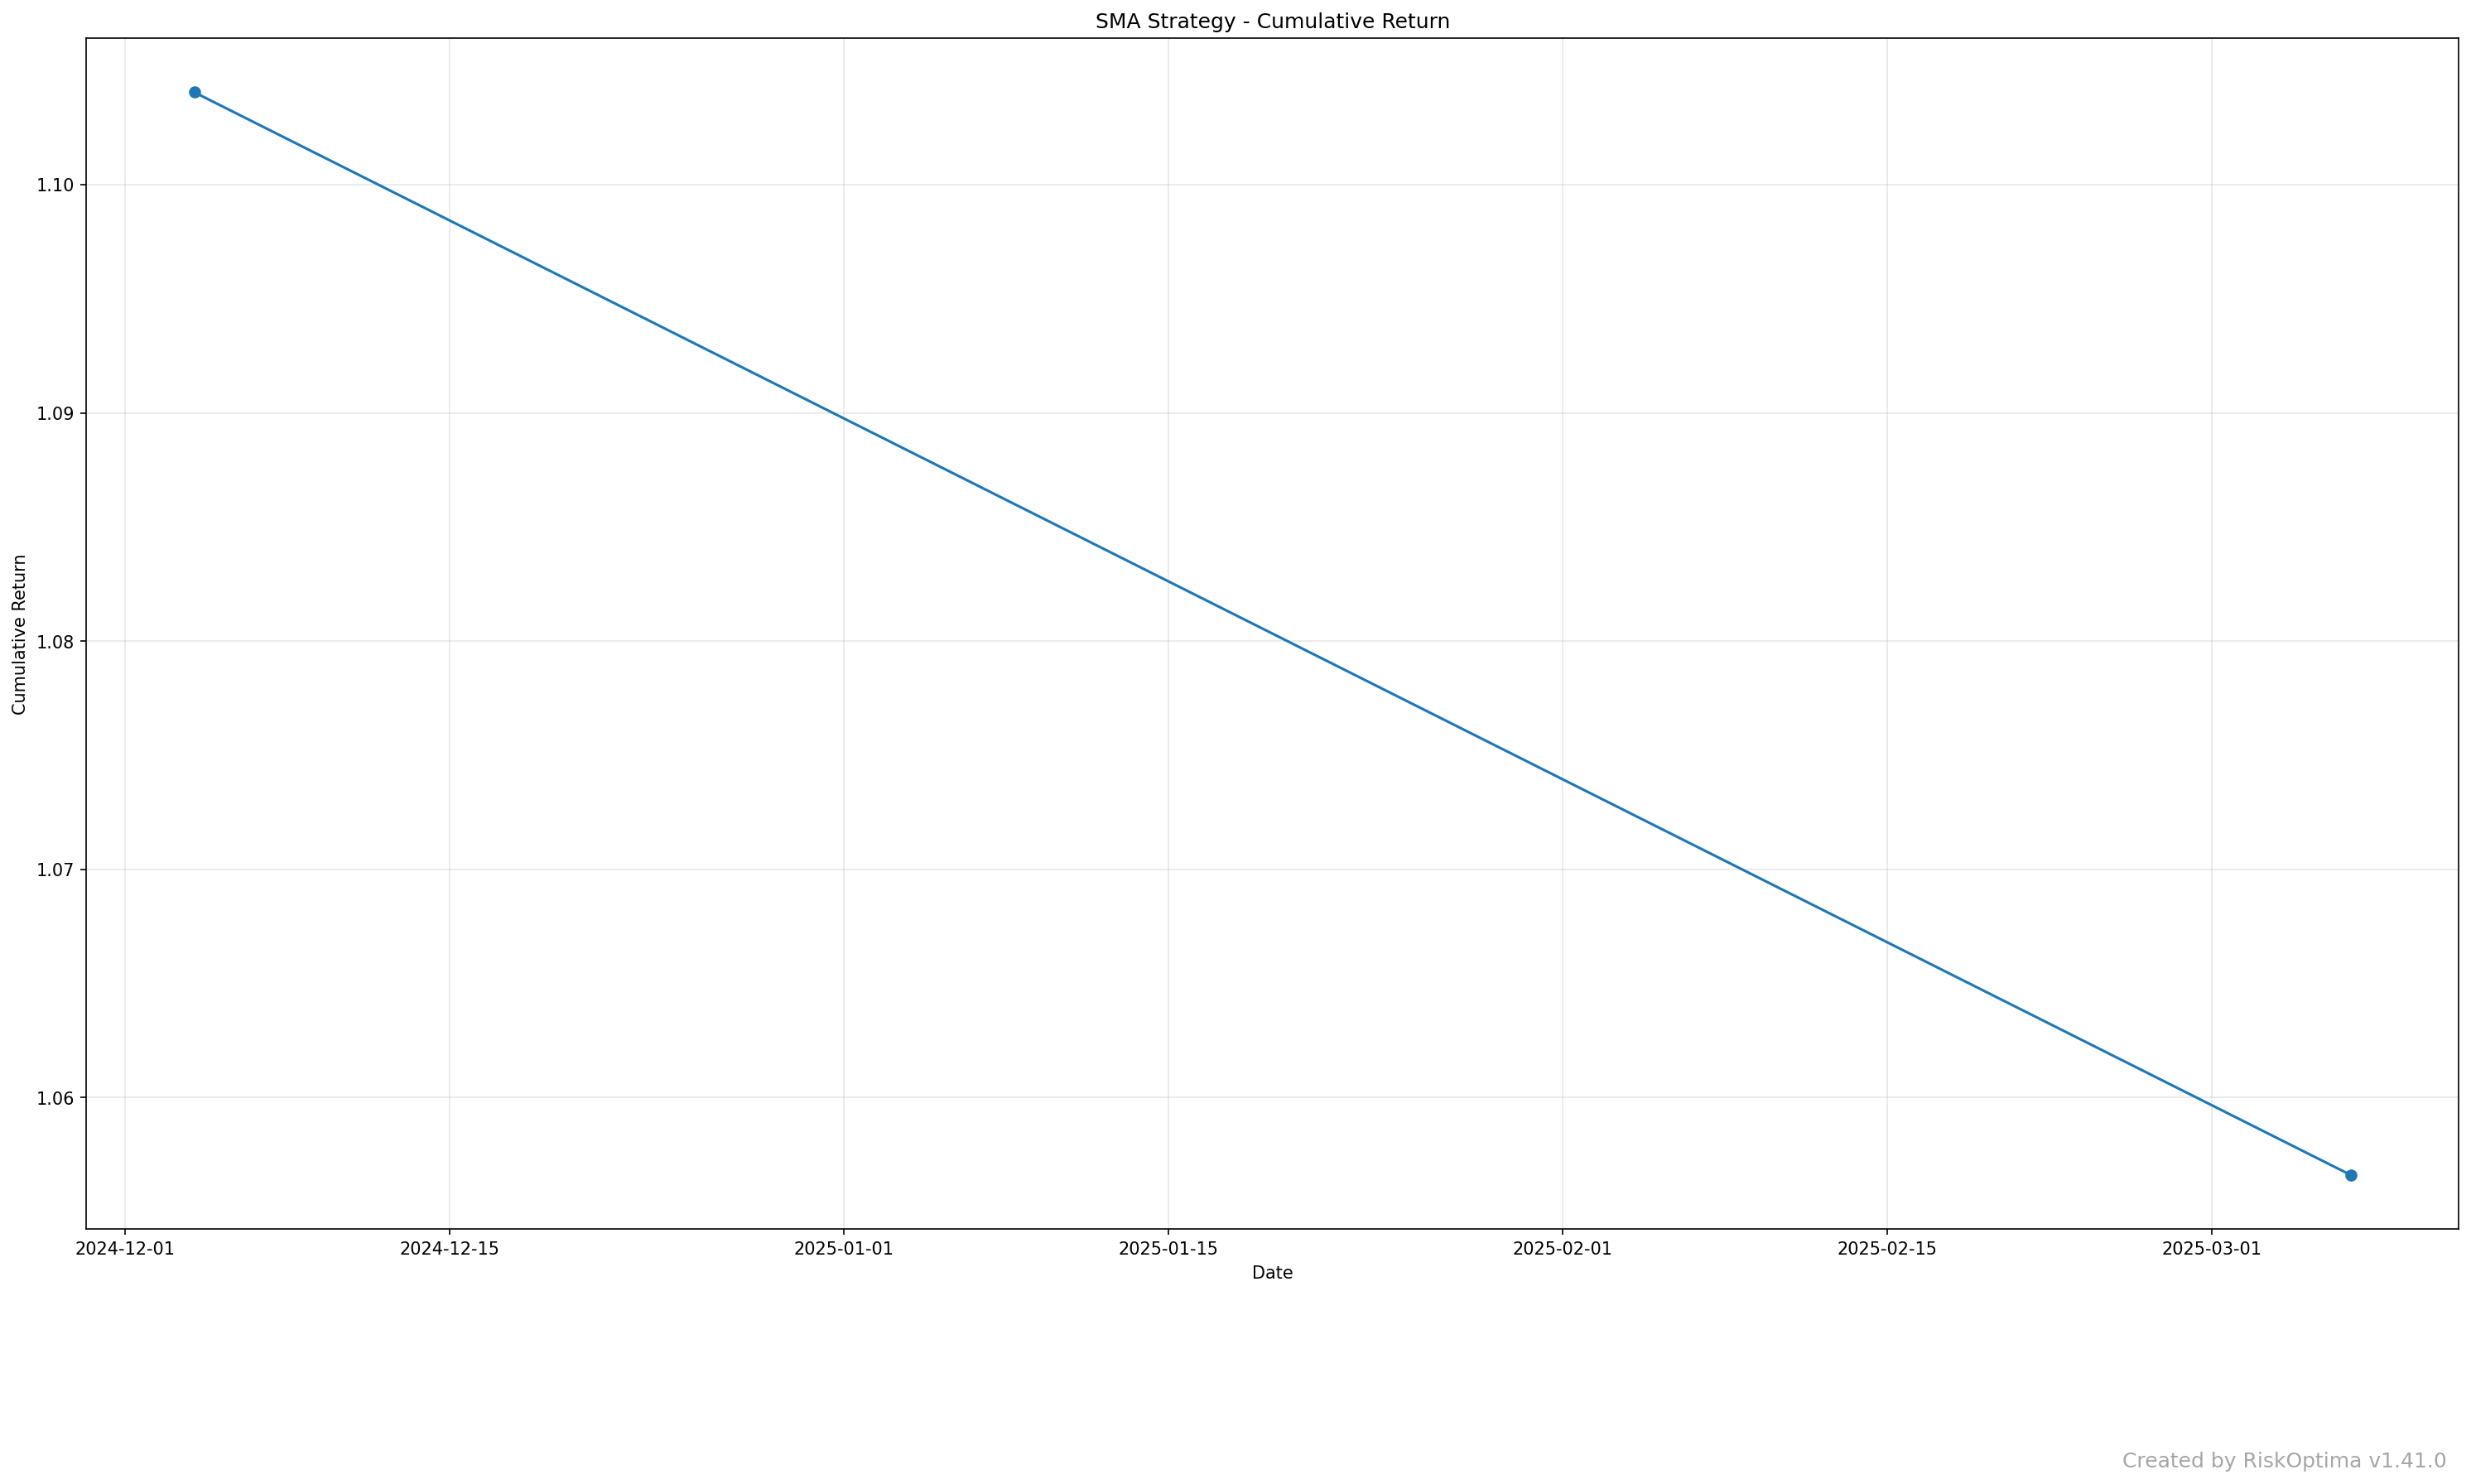 SMA Strategy - Cumulative Return
Cumulative Return
1.10
1.09
1.08
1.07
1.06
2024-12-01 2024-12-15 2025-01-01 2025-01-15 2025-02-01 2025-02-15 2025-03-01
Date
Created by RiskOptima v1.41.0